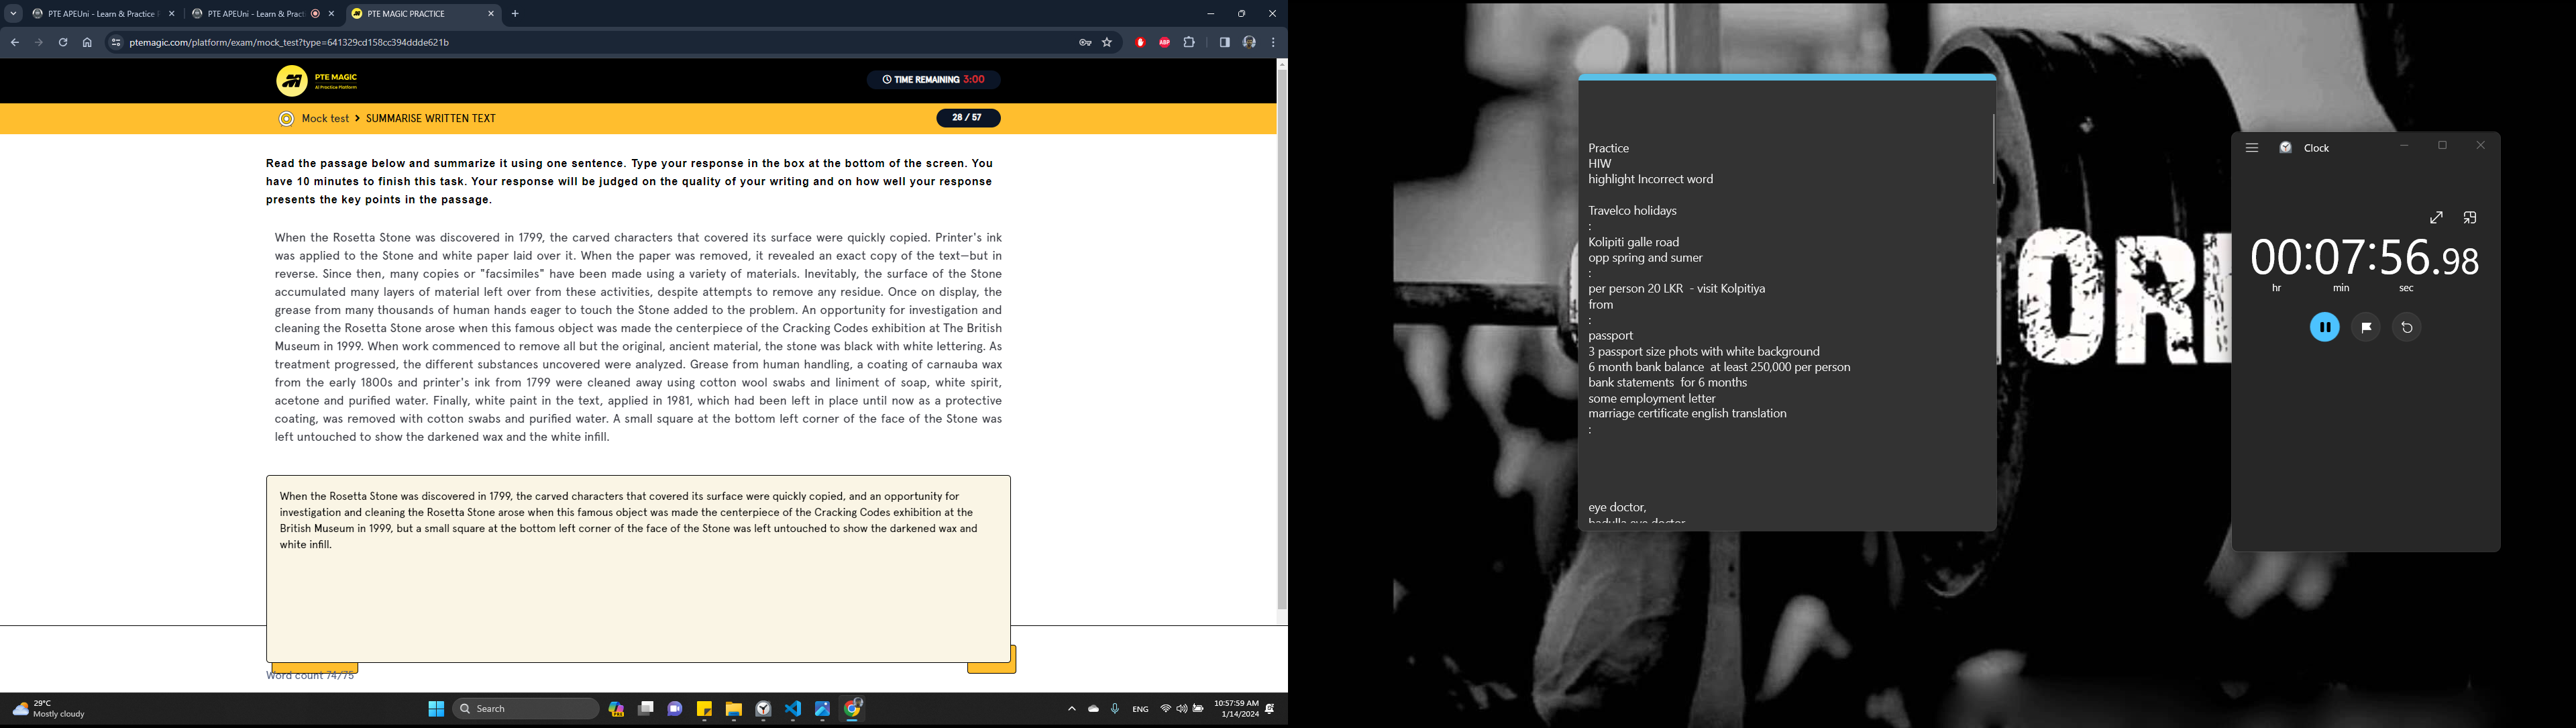 PTE APEUni - Learn & Practice
PTE APEUni - Learn & Pract
PTE MAGIC PRACTICE
ptemagic.com/platform/exam/mock_test?type=641329cd158cc394ddde621b
ABP
PTE MAGIC
AI Practice Platform
TIME REMAINING 3:00
Mock test > SUMMARISE WRITTEN TEXT
28 / 57
Read the passage below and summarize it using one sentence. Type your response in the box at the bottom of the screen. You
have 10 minutes to finish this task. Your response will be judged on the quality of your writing and on how well your response
presents the key points in the passage.
When the Rosetta Stone was discovered in 1799, the carved characters that covered its surface were quickly copied. Printer's ink
was applied to the Stone and white paper laid over it. When the paper was removed, it revealed an exact copy of the text—but in
reverse. Since then, many copies or "facsimiles" have been made using a variety of materials. Inevitably, the surface of the Stone
accumulated many layers of material left over from these activities, despite attempts to remove any residue. Once on display, the
grease from many thousands of human hands eager to touch the Stone added to the problem. An opportunity for investigation and
cleaning the Rosetta Stone arose when this famous object was made the centerpiece of the Cracking Codes exhibition at The British
Museum in 1999. When work commenced to remove all but the original, ancient material, the stone was black with white lettering. As
treatment progressed, the different substances uncovered were analyzed. Grease from human handling, a coating of carnauba wax
from the early 1800s and printer's ink from 1799 were cleaned away using cotton wool swabs and liniment of soap, white spirit,
acetone and purified water. Finally, white paint in the text, applied in 1981, which had been left in place until now as a protective
coating, was removed with cotton swabs and purified water. A small square at the bottom left corner of the face of the Stone was
left untouched to show the darkened wax and the white infill.
When the Rosetta Stone was discovered in 1799, the carved characters that covered its surface were quickly copied, and an opportunity for
investigation and cleaning the Rosetta Stone arose when this famous object was made the centerpiece of the Cracking Codes exhibition at the
British Museum in 1999, but a small square at the bottom left corner of the face of the Stone was left untouched to show the darkened wax and
white infill.
Word count 74/75
29°C
Mostly cloudy
Search
ENG
10:57:59 AM
1/14/2024
Practice
HIW
highlight Incorrect word
Travelco holidays
:
Kolipiti galle road
opp spring and sumer
:
per person 20 LKR - visit Kolpitiya
from
:
passport
3 passport size phots with white background
6 month bank balance at least 250,000 per person
bank statements for 6 months
some employment letter
marriage certificate english translation
:
eye doctor,
badulla eye doctor
Clock
00:07:56.98
hr min sec